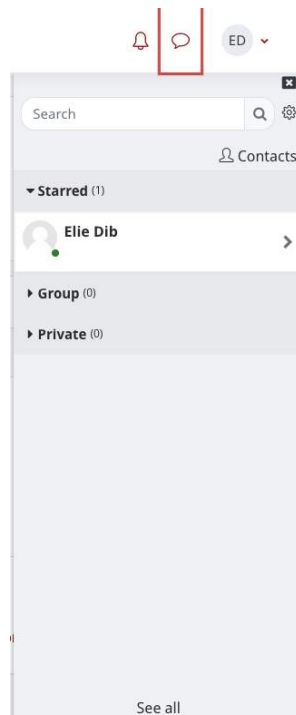 ED
Search
Contacts
Starred (1)
Elie Dib
Group (0)
Private (0)
See all